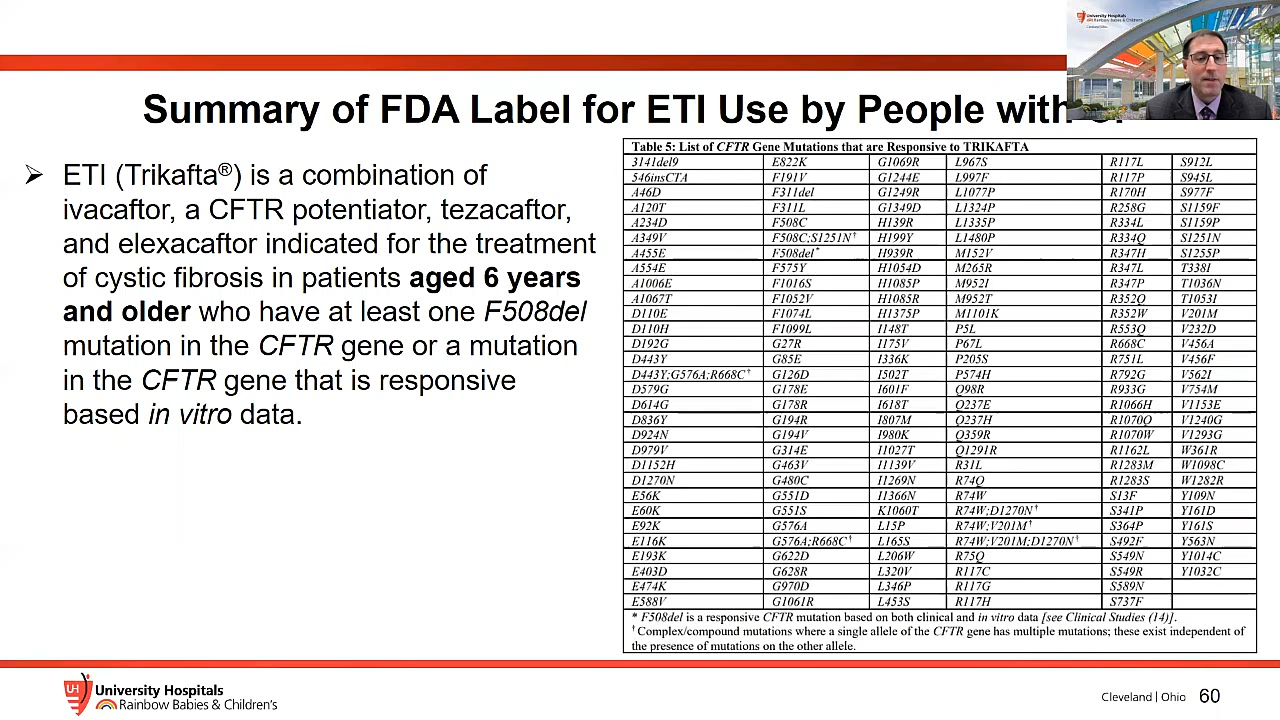 Summary of FDA Label for ETI Use by People with
➢ ETI (Trikafta®) is a combination of
ivacaftor, a CFTR potentiator, tezacaftor,
and elexacaftor indicated for the treatment
of cystic fibrosis in patients aged 6 years
and older who have at least one F508del
mutation in the CFTR gene or a mutation
in the CFTR gene that is responsive
based in vitro data.
Table 5: List of CFTR Gene Mutations that are Responsive to TRIKAFTA
3141del9 E822K G1069R L967S R117L S912L
546insCTA F191V G1244E L997F R117P S945L
A46D F311del G1249R L1077P R170H S977F
A120T F311L G1349D L1324P R258G S1159F
A234D F508C H139R L1335P R334L S1159P
A349V F508C;S1251N† H199Y L1480P R334Q S1251N
A455E F508del* H939R M152V R347H S1255P
A554E F575Y H1054D M265R R347L T338I
A1006E F1016S H1085P M952I R347P T1036N
A1067T F1052V H1085R M952T R352Q T1053I
D110E F1074L H1375P M1101K R352W V201M
D110H F1099L I148T P5L R553Q V232D
D192G G27R I175V P67L R668C V456A
D443Y G85E I336K P205S R751L V456F
D443Y;G576A;R668C† G126D I502T P574H R792G V562I
D579G G178E I601F Q98R R933G V754M
D614G G178R I618T Q237E R1066H V1153E
D836Y G194R I807M Q237H R1070Q V1240G
D924N G194V I980K Q359R R1070W V1293G
D979V G314E I1027T Q1291R R1162L W361R
D1152H G463V I1139V R31L R1283M W1098C
D1270N G480C I1269N R74Q R1283S W1282R
E56K G551D I1366N R74W S13F Y109N
E60K G551S K1060T R74W;D1270N† S341P Y161D
E92K G576A L15P R74W;V201M† S364P Y161S
E116K G576A;R668C† L165S R74W;V201M;D1270N† S492F Y563N
E193K G622D L206W R75Q S549N Y1014C
E403D G628R L320V R117C S549R Y1032C
E474K G970D L346P R117G S589N
E588V G1061R L453S R117H S737F
* F508del is a responsive CFTR mutation based on both clinical and in vitro data [see Clinical Studies (14)].
† Complex/compound mutations where a single allele of the CFTR gene has multiple mutations; these exist independent of
the presence of mutations on the other allele.
University Hospitals
Rainbow Babies & Children's
UH
University Hospitals
Rainbow Babies & Children's
Cleveland | Ohio 60